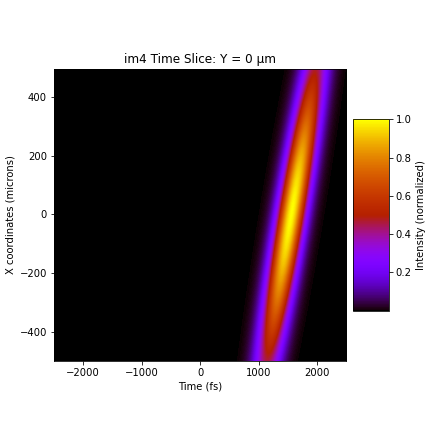 im4 Time Slice: Y = 0 μm
X coordinates (microns)
400
200
0
−200
−400
−2000 −1000 0 1000 2000
Time (fs)
1.0
0.8
0.6
0.4
0.2
Intensity (normalized)